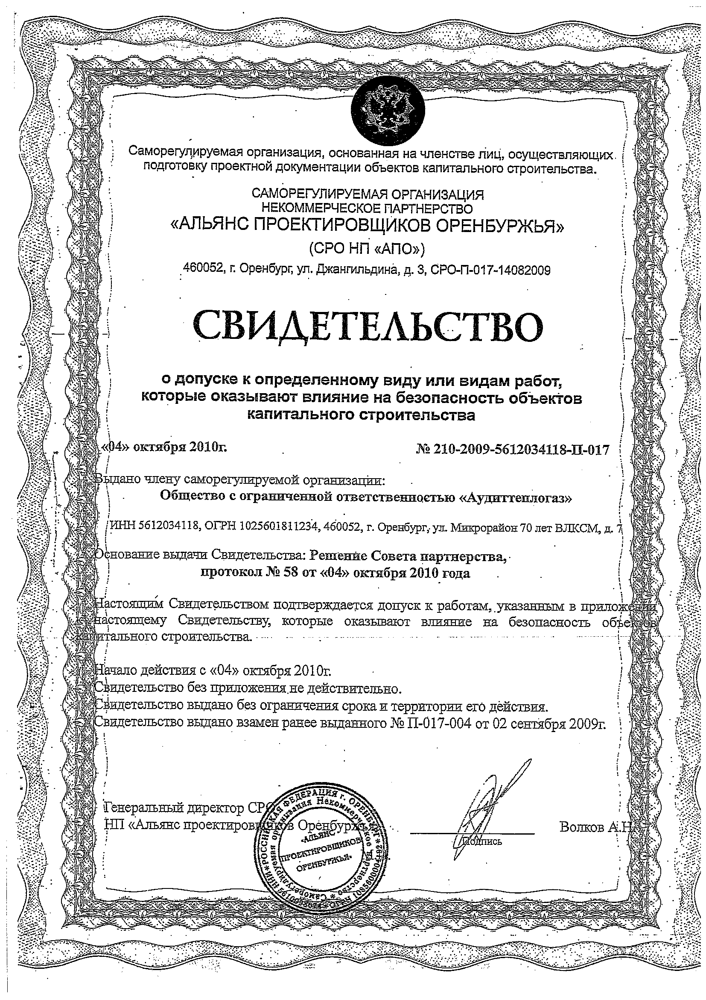 Саморегулируемая организация, основанная на членстве лиц, осуществляющих
подготовку проектной документации объектов капитального строительства.
САМОРЕГУЛИРУЕМАЯ ОРГАНИЗАЦИЯ
НЕКОММЕРЧЕСКОЕ ПАРТНЕРСТВО
«АЛЬЯНС ПРОЕКТИРОВЩИКОВ ОРЕНБУРЖЬЯ»
(СРО НП «АПО»)
460052, г. Оренбург, ул. Джангильдина, д. 3, СРО-П-017-14082009
СВИДЕТЕЛЬСТВО
о допуске к определенному виду или видам работ,
которые оказывают влияние на безопасность объектов
капитального строительства
«04» октября 2010г. № 210-2009-5612034118-П-017
Выдано члену саморегулируемой организации:
Общество с ограниченной ответственностью «Аудиттеплогаз»
ИНН 5612034118, ОГРН 1025601811234, 460052, г. Оренбург, ул. Микрорайон 70 лет ВЛКСМ, д. 7
Основание выдачи Свидетельства: Решение Совета партнерства,
протокол № 58 от «04» октября 2010 года
Настоящим Свидетельством подтверждается допуск к работам, указанным в приложении
к настоящему Свидетельству, которые оказывают влияние на безопасность объектов
капитального строительства.
Начало действия с «04» октября 2010г.
Свидетельство без приложения не действительно.
Свидетельство выдано без ограничения срока и территории его действия.
Свидетельство выдано взамен ранее выданного № П-017-004 от 02 сентября 2009г.
Генеральный директор СРО
НП «Альянс проектировщиков Оренбуржья»
Волков А.Н
Подпись
М.П.
РОССИЙСКАЯ ФЕДЕРАЦИЯ г. ОРЕНБУРГ
Саморегулируемая организация Некоммерческое партнерство
«АЛЬЯНС
ПРОЕКТИРОВЩИКОВ
ОРЕНБУРЖЬЯ»